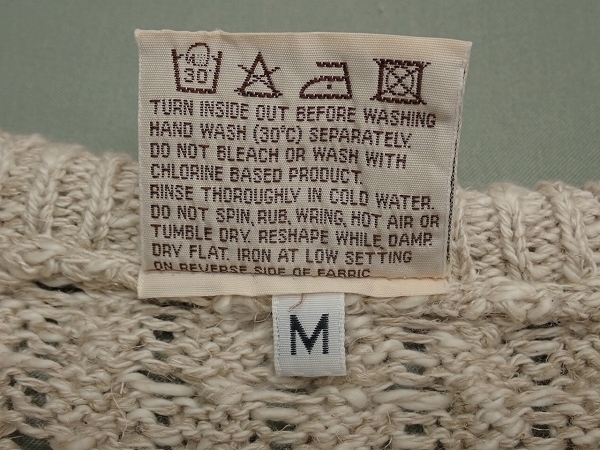 30°
TURN INSIDE OUT BEFORE WASHING
HAND WASH (30°C) SEPARATELY.
DO NOT BLEACH OR WASH WITH
CHLORINE BASED PRODUCT.
RINSE THOROUGHLY IN COLD WATER.
DO NOT SPIN, RUB, WRING, HOT AIR OR
TUMBLE DRY. RESHAPE WHILE DAMP.
DRY FLAT. IRON AT LOW SETTING
ON REVERSE SIDE OF FABRIC
M